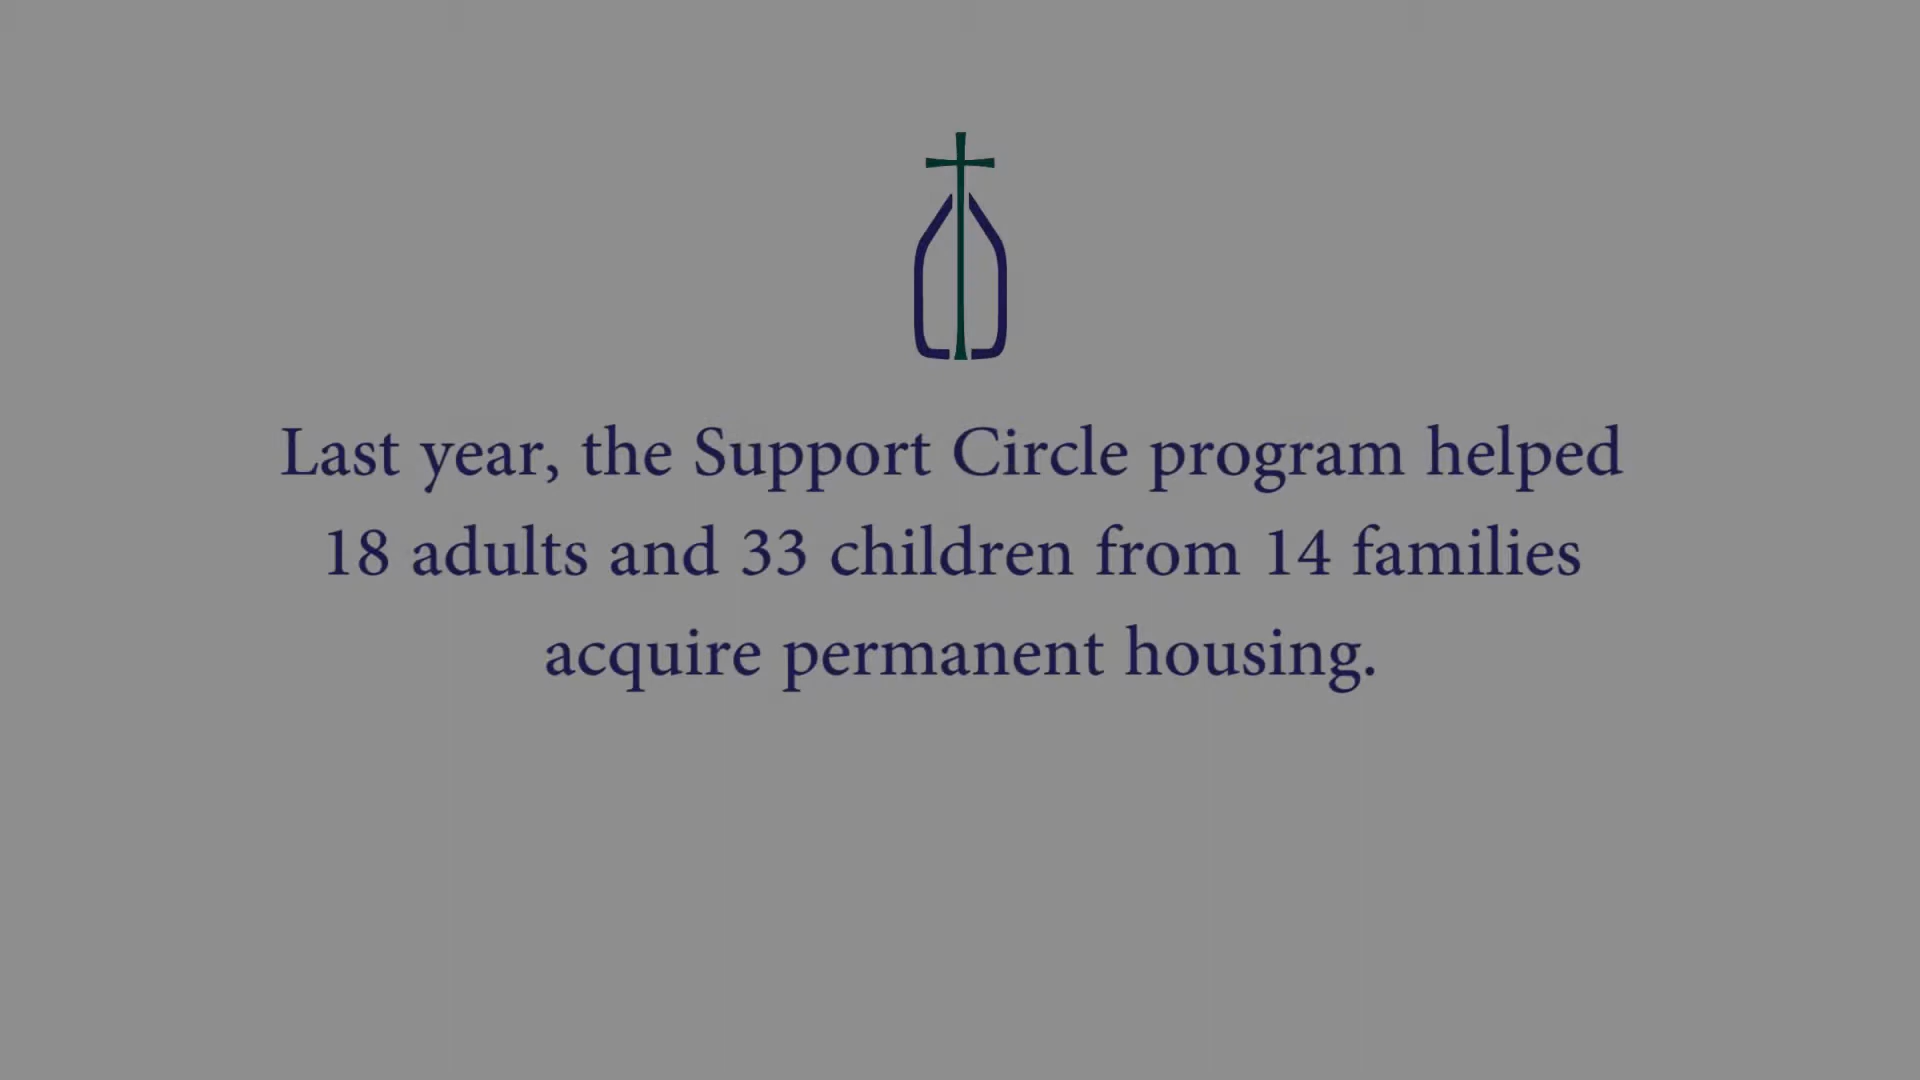 Last year, the Support Circle program helped
18 adults and 33 children from 14 families
acquire permanent housing.